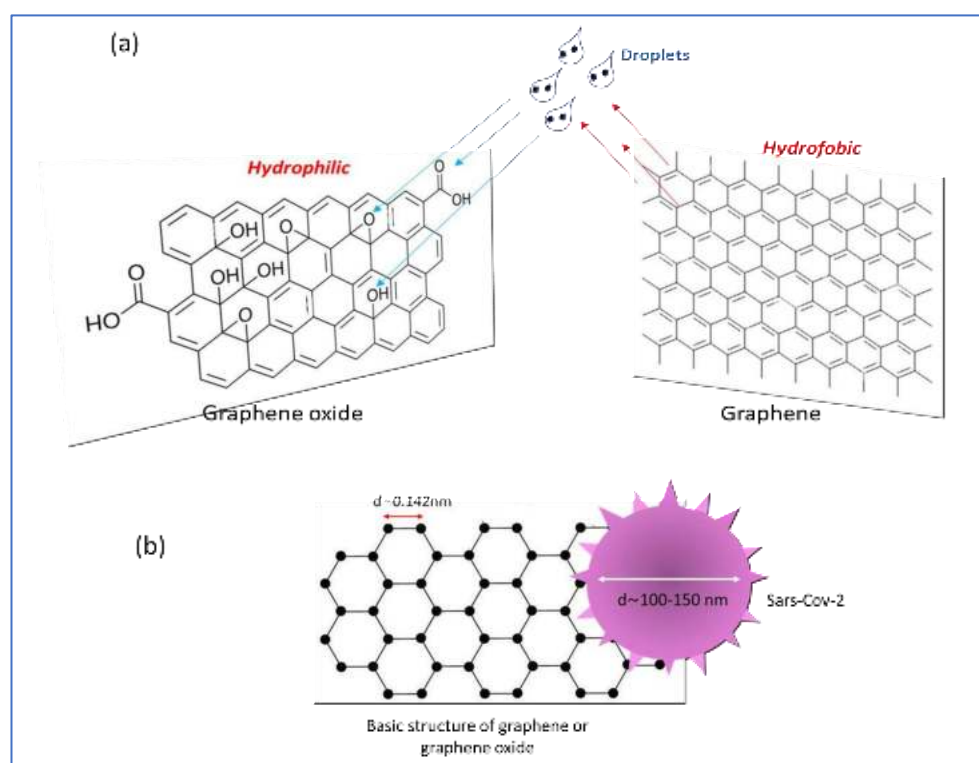 (a)
Droplets
Hydrophilic
Hydrofobic
O
OH
O
O
OH
O
OH
OH
OH
O
HO
O
Graphene oxide
Graphene
d~0.142nm
(b)
d~100-150 nm
Sars-Cov-2
Basic structure of graphene or
graphene oxide